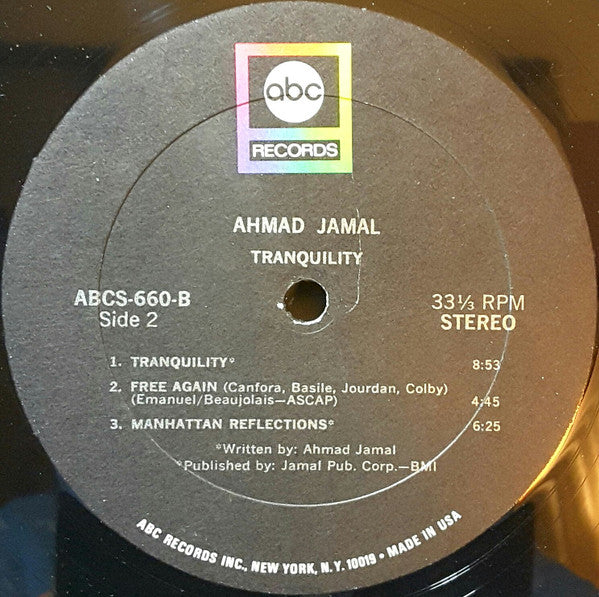 abc
RECORDS
AHMAD JAMAL
TRANQUILITY
ABCS-660-B
Side 2
33⅓ RPM
STEREO
1. TRANQUILITY* 8:53
2. FREE AGAIN (Canfora, Basile, Jourdan, Colby)
(Emanuel/Beaujolais—ASCAP) 4:45
3. MANHATTAN REFLECTIONS* 6:25
*Written by: Ahmad Jamal
*Published by: Jamal Pub. Corp.—BMI
ABC RECORDS INC., NEW YORK, N.Y. 10019 • MADE IN USA